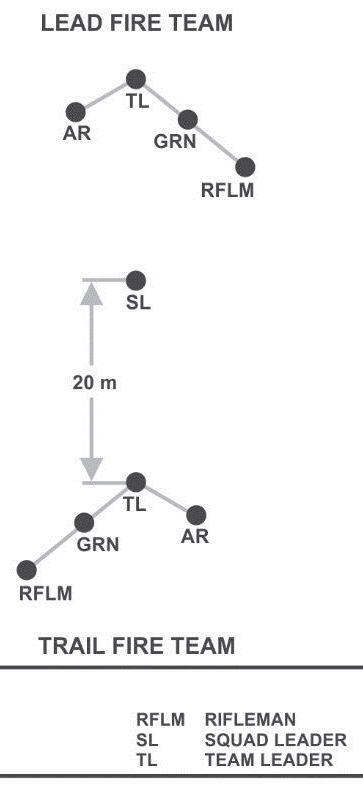 LEAD FIRE TEAM
TL
AR
GRN
RFLM
SL
20 m
TL
GRN
AR
RFLM
TRAIL FIRE TEAM
RFLM RIFLEMAN
SL SQUAD LEADER
TL TEAM LEADER